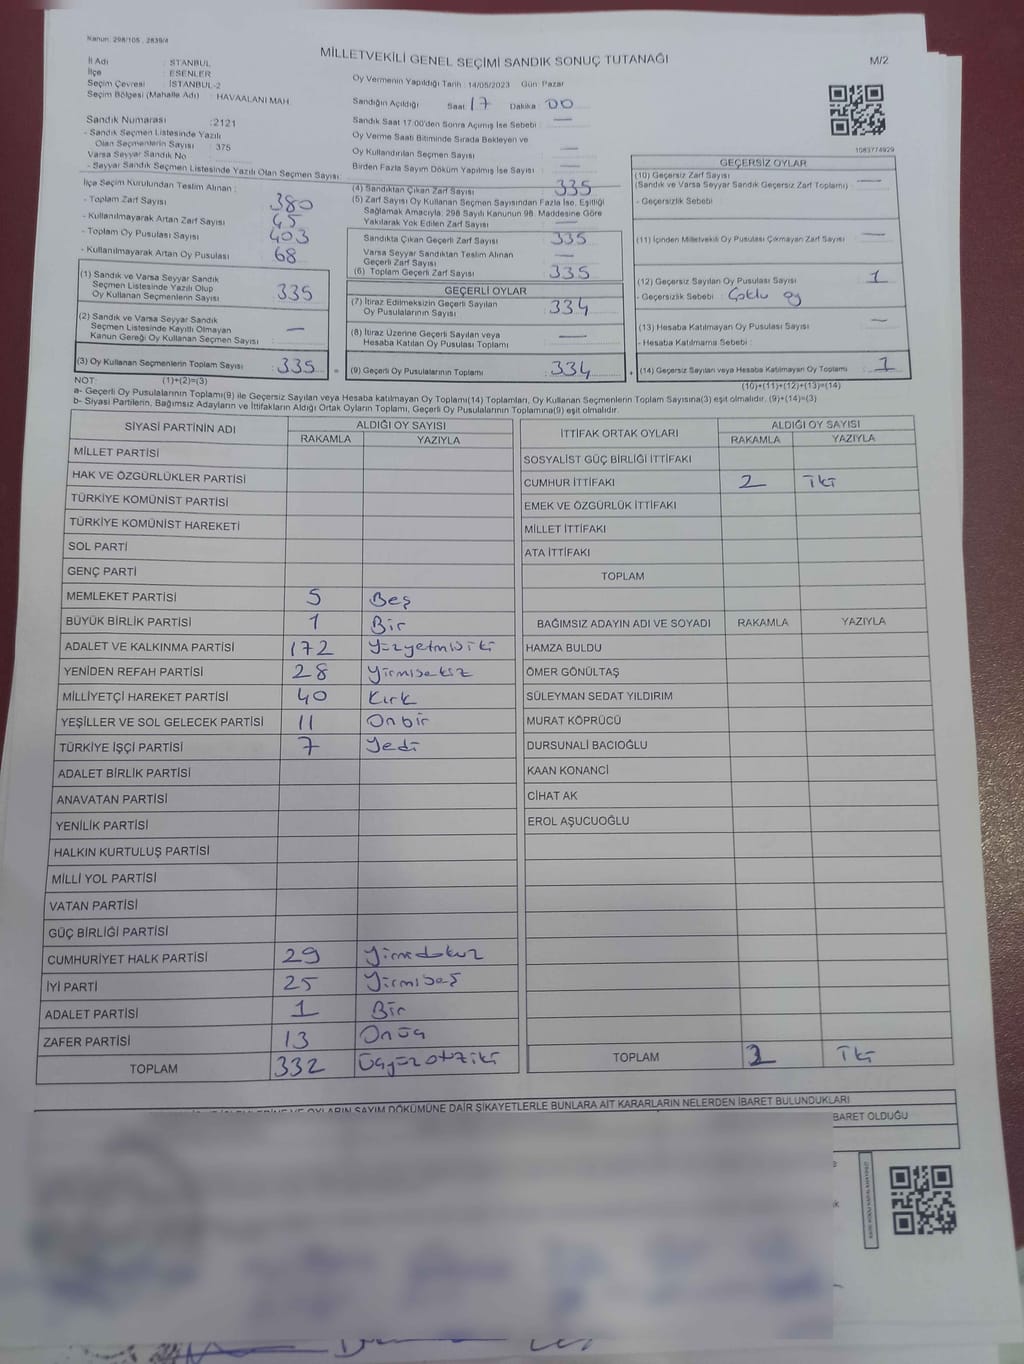 Kanun: 298/105 , 2839/4
MİLLETVEKİLİ GENEL SEÇİMİ SANDIK SONUÇ TUTANAĞI
M/2
İl Adı : İSTANBUL
İlçe : ESENLER
Seçim Çevresi : İSTANBUL-2
Seçim Bölgesi (Mahalle Adı) : HAVAALANI MAH.
Oy Vermenin Yapıldığı Tarih : 14/05/2023 Gün: Pazar
Sandığın Açıldığı Saat 17 Dakika 00
Sandık Saat 17:00'den Sonra Açımış İse Sebebi : —
Oy Verme Saati Bitiminde Sırada Bekleyen ve
Oy Kullandırılan Seçmen Sayısı —
Birden Fazla Sayım Döküm Yapılmış İse Sayısı —
1083774929
Sandık Numarası :2121
- Sandık Seçmen Listesinde Yazılı
Olan Seçmenlerin Sayısı : 375
Varsa Seyyar Sandık No
- Seyyar Sandık Seçmen Listesinde Yazılı Olan Seçmen Sayısı:
İlçe Seçim Kurulundan Teslim Alınan :
- Toplam Zarf Sayısı 380
- Kullanılmayarak Artan Zarf Sayısı : 45
- Toplam Oy Pusulası Sayısı 403
- Kullanılmayarak Artan Oy Pusulası 68
(1) Sandık ve Varsa Seyyar Sandık
Seçmen Listesinde Yazılı Olup
Oy Kullanan Seçmenlerin Sayısı 335
(2) Sandık ve Varsa Seyyar Sandık
Seçmen Listesinde Kayıtlı Olmayan
Kanun Gereği Oy Kullanan Seçmen Sayısı : —
(3) Oy Kullanan Seçmenlerin Toplam Sayısı 335
(4) Sandıktan Çıkan Zarf Sayısı 335
(5) Zarf Sayısı Oy Kullanan Seçmen Sayısından Fazla İse, Eşitliği
Sağlamak Amacıyla; 298 Sayılı Kanunun 98. Maddesine Göre
Yakılarak Yok Edilen Zarf Sayısı —
Sandıkta Çıkan Geçerli Zarf Sayısı 335
Varsa Seyyar Sandıktan Teslim Alınan
Geçerli Zarf Sayısı —
(6) Toplam Geçerli Zarf Sayısı 335
GEÇERLİ OYLAR
(7) İtiraz Edilmeksizin Geçerli Sayılan
Oy Pusulalarının Sayısı 334
(8) İtiraz Üzerine Geçerli Sayılan veya
Hesaba Katılan Oy Pusulası Toplamı —
= (9) Geçerli Oy Pusulalarının Toplamı 334
GEÇERSİZ OYLAR
(10) Geçersiz Zarf Sayısı
(Sandık ve Varsa Seyyar Sandık Geçersiz Zarf Toplamı) —
- Geçersizlik Sebebi
(11) İçinden Milletvekili Oy Pusulası Çıkmayan Zarf Sayısı —
(12) Geçersiz Sayılan Oy Pusulası Sayısı 1
- Geçersizlik Sebebi : Çoklu oy
(13) Hesaba Katılmayan Oy Pusulası Sayısı —
- Hesaba Katılmama Sebebi :
+ (14) Geçersiz Sayılan veya Hesaba Katılmayan Oy Toplamı 1
NOT (1)+(2)=(3)
(10)+(11)+(12)+(13)=(14)
a- Geçerli Oy Pusulalarının Toplamı(9) ile Geçersiz Sayılan veya Hesaba katılmayan Oy Toplamı(14) Toplamları, Oy Kullanan Seçmenlerin Toplam Sayısına(3) eşit olmalıdır. (9)+(14)=(3)
b- Siyasi Partilerin, Bağımsız Adayların ve İttifakların Aldığı Ortak Oyların Toplamı, Geçerli Oy Pusulalarının Toplamına(9) eşit olmalıdır.
SİYASİ PARTİNİN ADI ALDIĞI OY SAYISI
RAKAMLA YAZIYLA
MİLLET PARTİSİ
HAK VE ÖZGÜRLÜKLER PARTİSİ
TÜRKİYE KOMÜNİST PARTİSİ
TÜRKİYE KOMÜNİST HAREKETİ
SOL PARTİ
GENÇ PARTİ
MEMLEKET PARTİSİ 5 Beş
BÜYÜK BİRLİK PARTİSİ 1 Bir
ADALET VE KALKINMA PARTİSİ 172 Yüzyetmişiki
YENİDEN REFAH PARTİSİ 28 Yirmisekiz
MİLLİYETÇİ HAREKET PARTİSİ 40 Kırk
YEŞİLLER VE SOL GELECEK PARTİSİ 11 Onbir
TÜRKİYE İŞÇİ PARTİSİ 7 Yedi
ADALET BİRLİK PARTİSİ
ANAVATAN PARTİSİ
YENİLİK PARTİSİ
HALKIN KURTULUŞ PARTİSİ
MİLLİ YOL PARTİSİ
VATAN PARTİSİ
GÜÇ BİRLİĞİ PARTİSİ
CUMHURİYET HALK PARTİSİ 29 Yirmidokuz
İYİ PARTİ 25 Yirmibeş
ADALET PARTİSİ 1 Bir
ZAFER PARTİSİ 13 Onüç
TOPLAM 332 Üçyüzotuziki
İTTİFAK ORTAK OYLARI ALDIĞI OY SAYISI
RAKAMLA YAZIYLA
SOSYALİST GÜÇ BİRLİĞİ İTTİFAKI
CUMHUR İTTİFAKI 2 İki
EMEK VE ÖZGÜRLÜK İTTİFAKI
MİLLET İTTİFAKI
ATA İTTİFAKI
TOPLAM
BAĞIMSIZ ADAYIN ADI VE SOYADI RAKAMLA YAZIYLA
HAMZA BULDU
ÖMER GÖNÜLTAŞ
SÜLEYMAN SEDAT YILDIRIM
MURAT KÖPRÜCÜ
DURSUNALİ BACIOĞLU
KAAN KONANCİ
CİHAT AK
EROL AŞUCUOĞLU
TOPLAM 2 İki
OYLARIN SAYIM DÖKÜMÜNE DAİR ŞİKAYETLERLE BUNLARA AİT KARARLARIN NELERDEN İBARET BULUNDUKLARI
BARET OLDUĞU